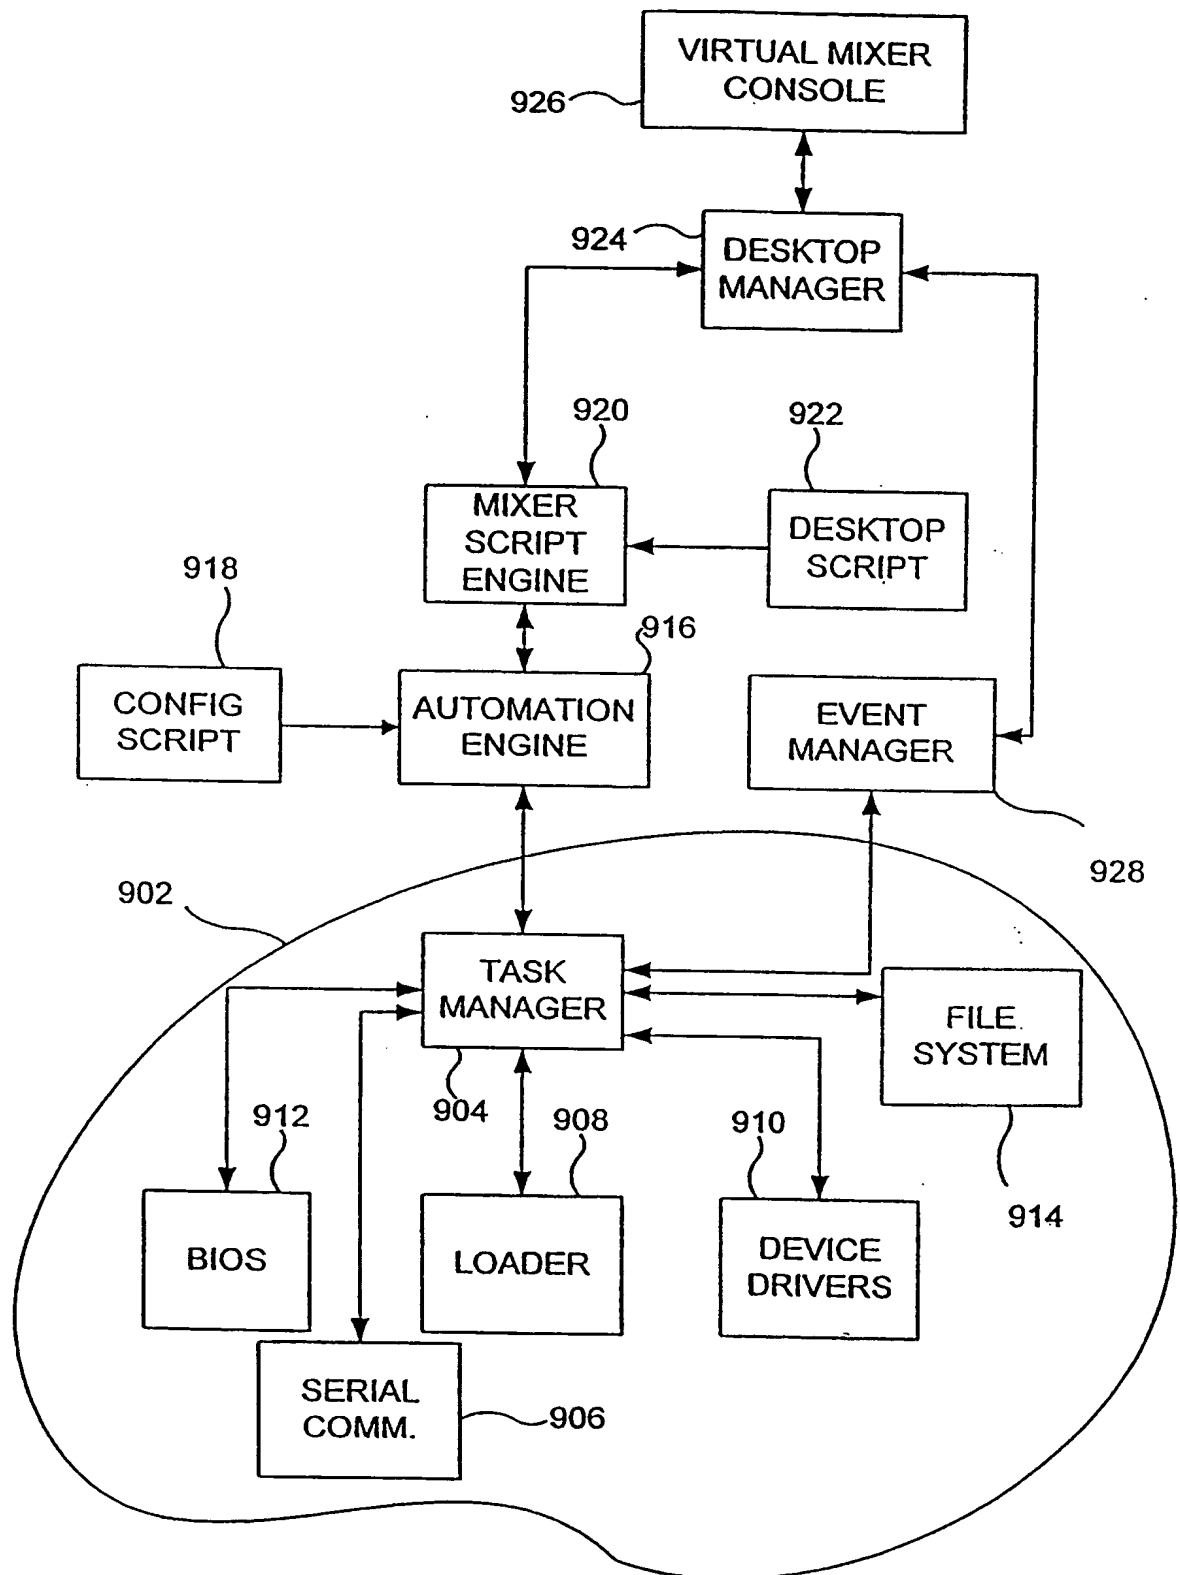 VIRTUAL MIXER
CONSOLE
926
924
DESKTOP
MANAGER
920
922
MIXER
SCRIPT
ENGINE
DESKTOP
SCRIPT
918
916
CONFIG
SCRIPT
AUTOMATION
ENGINE
EVENT
MANAGER
928
902
TASK
MANAGER
FILE
SYSTEM
904
912
908
910
914
BIOS
LOADER
DEVICE
DRIVERS
SERIAL
COMM.
906